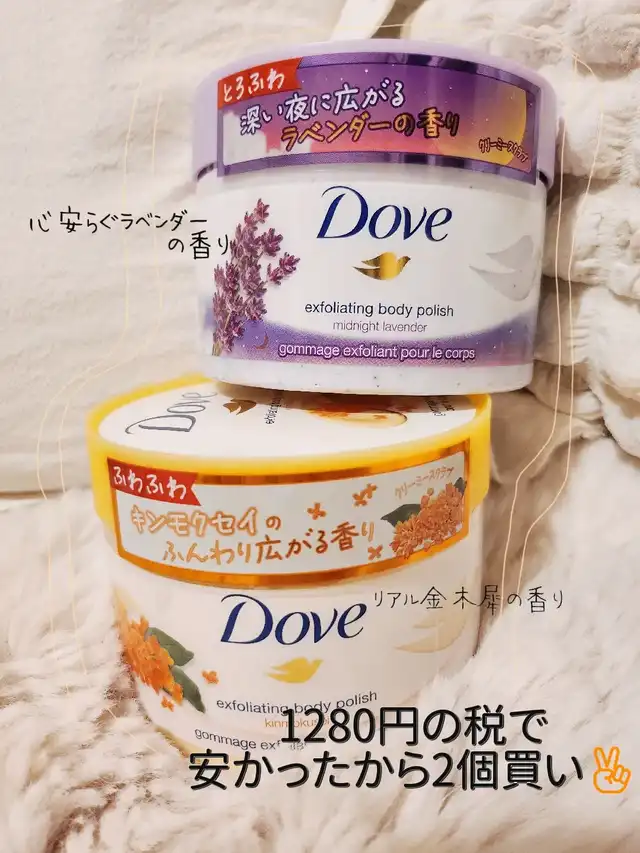 とろふわ
深い夜に広がる
ラベンダーの香り
クリーミースクラブ
心安らぐラベンダー
の香り
Dove
exfoliating body polish
midnight lavender
gommage exfoliant pour le corps
Dove
ふわふわ
キンモクセイの
ふんわり広がる香り
クリーミースクラブ
リアル金木犀の香り
Dove
exfoliating body polish
gommage
1280円の税で
安かったから2個買い✌